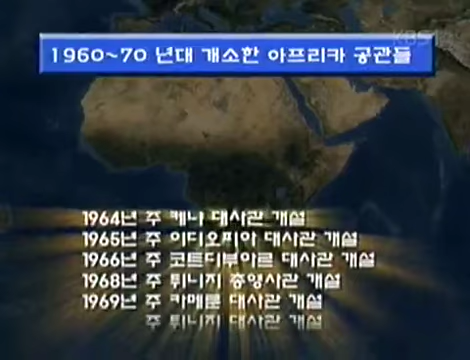 KBS1
1960~70 년대 개소한 아프리카 공관들
1964년 주 케냐 대사관 개설
1965년 주 이디오피아 대사관 개설
1966년 주 코트디부아르 대사관 개설
1968년 주 튀니지 총영사관 개설
1969년 주 카메룬 대사관 개설
주 튀니지 대사관 개설